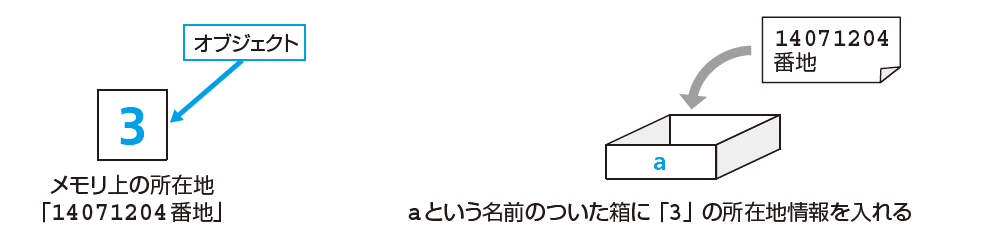 オブジェクト
3
メモリ上の所在地
「14071204番地」
14071204
番地
a
aという名前のついた箱に「3」の所在地情報を入れる